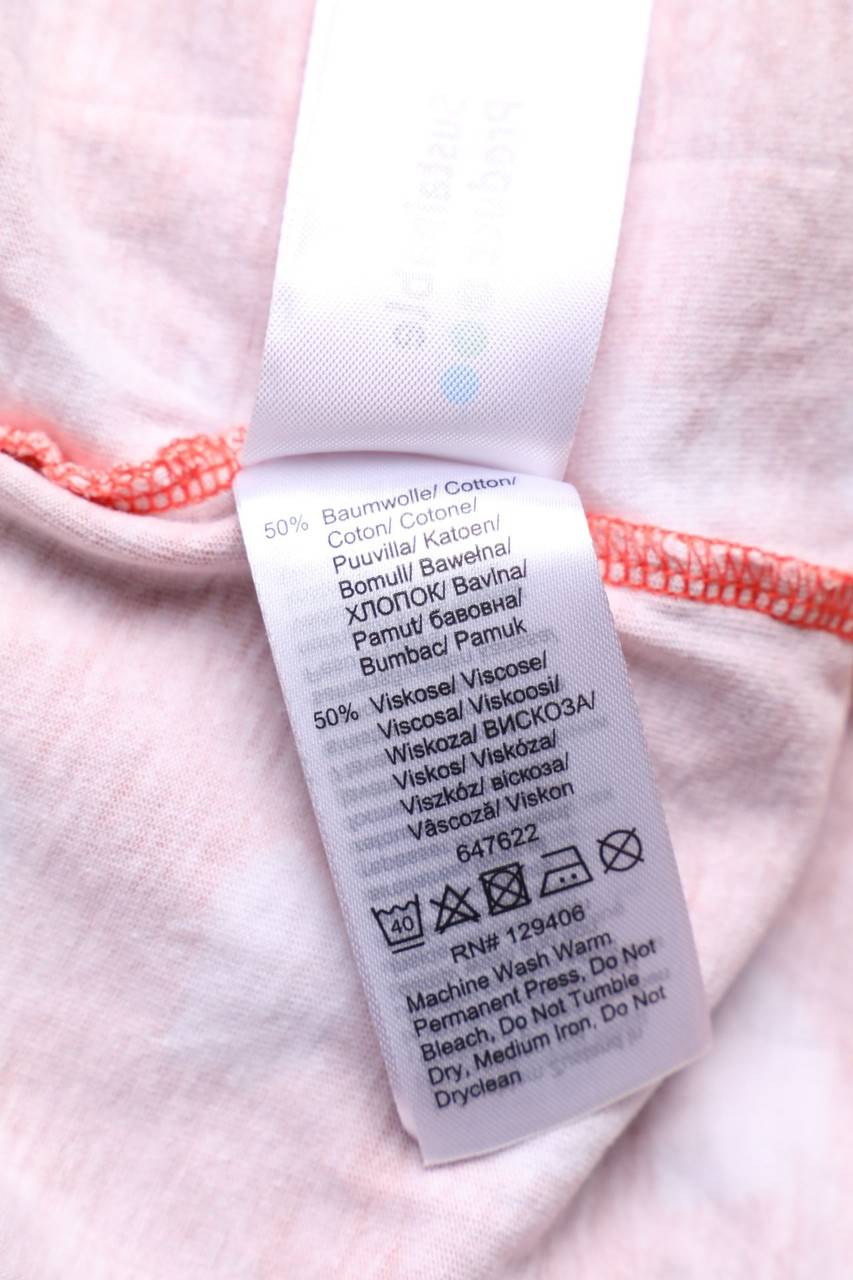 Produkt
Sustainable
50% Baumwolle/ Cotton/
Coton/ Cotone/
Puuvilla/ Katoen/
Bomull/ Bawełna/
ХЛОПОК/ Bavlna/
Pamut/ бавовна/
Bumbac/ Pamuk
50% Viskose/ Viscose/
Viscosa/ Viskoosi/
Wiskoza/ ВИСКОЗА/
Viskos/ Viskóza/
Viszkóz/ віскоза/
Vâscoză/ Viskon
647622
40
RN# 129406
Machine Wash Warm
Permanent Press, Do Not
Bleach, Do Not Tumble
Dry, Medium Iron, Do Not
Dryclean